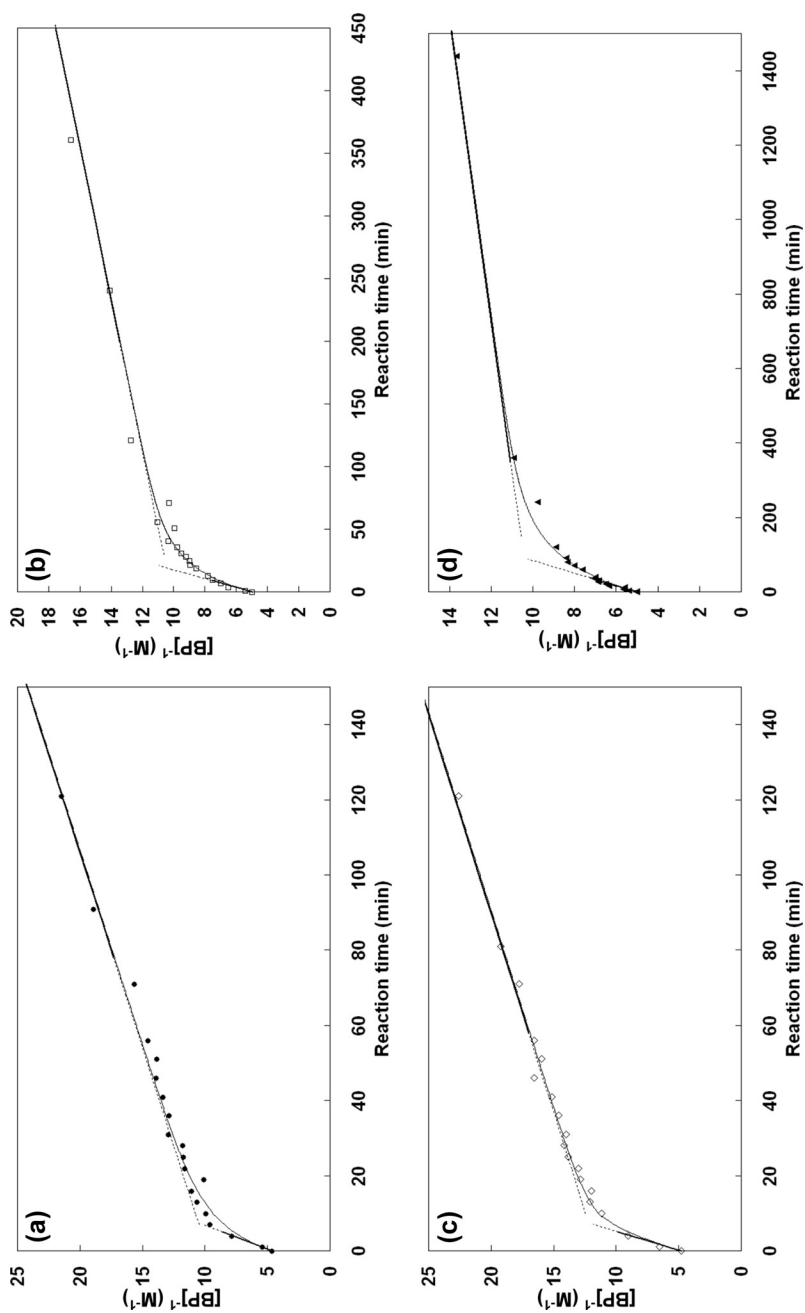 (a)
25
20
15
10
5
0
[BP]⁻¹ (M⁻¹)
0 20 40 60 80 100 120 140
Reaction time (min)
(b)
20
18
16
14
12
10
8
6
4
2
0
[BP]⁻¹ (M⁻¹)
0 50 100 150 200 250 300 350 400 450
Reaction time (min)
(c)
25
20
15
10
5
0
[BP]⁻¹ (M⁻¹)
0 20 40 60 80 100 120 140
Reaction time (min)
(d)
14
12
10
8
6
4
2
0
[BP]⁻¹ (M⁻¹)
0 200 400 600 800 1000 1200 1400
Reaction time (min)